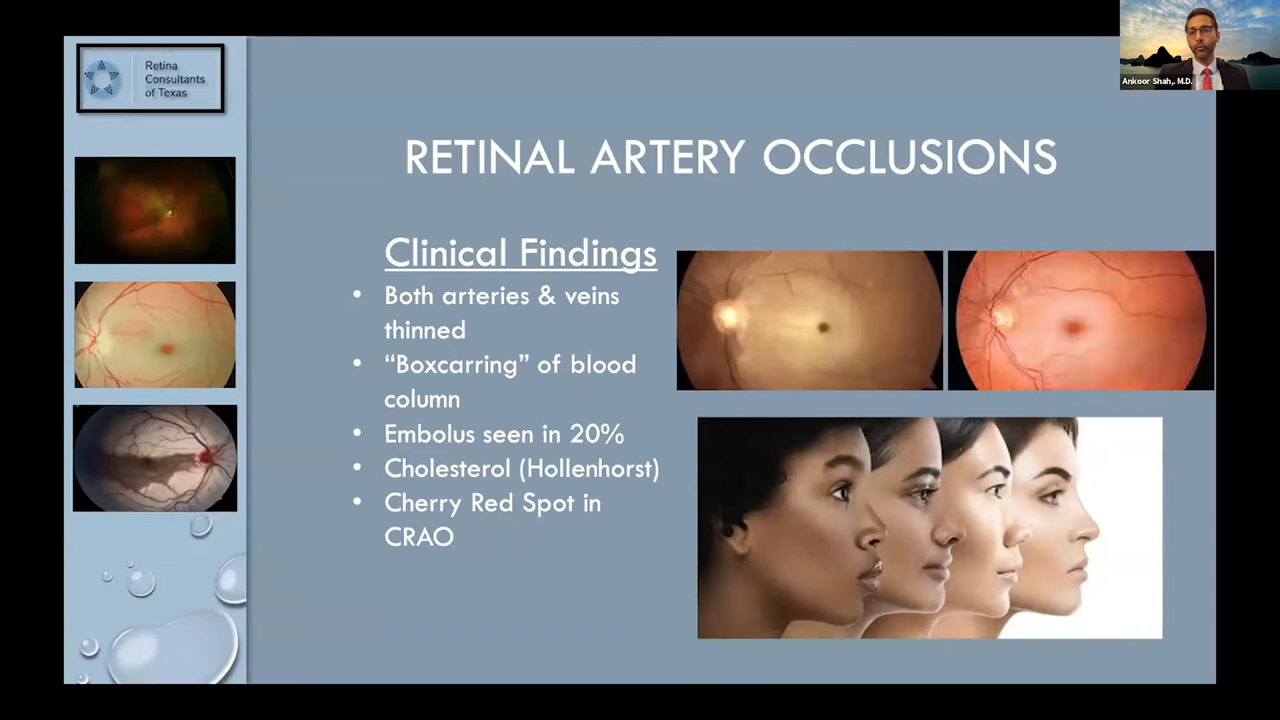 Retina
Consultants
of Texas
Ankoor Shah,. M.D.
RETINAL ARTERY OCCLUSIONS
Clinical Findings
• Both arteries & veins
thinned
• “Boxcarring” of blood
column
• Embolus seen in 20%
• Cholesterol (Hollenhorst)
• Cherry Red Spot in
CRAO